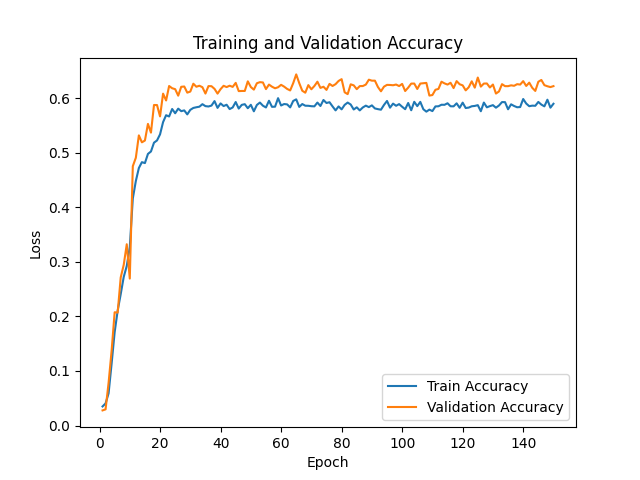 Training and Validation Accuracy
Loss
0.6
0.5
0.4
0.3
0.2
0.1
0.0
0 20 40 60 80 100 120 140
Epoch
Train Accuracy
Validation Accuracy